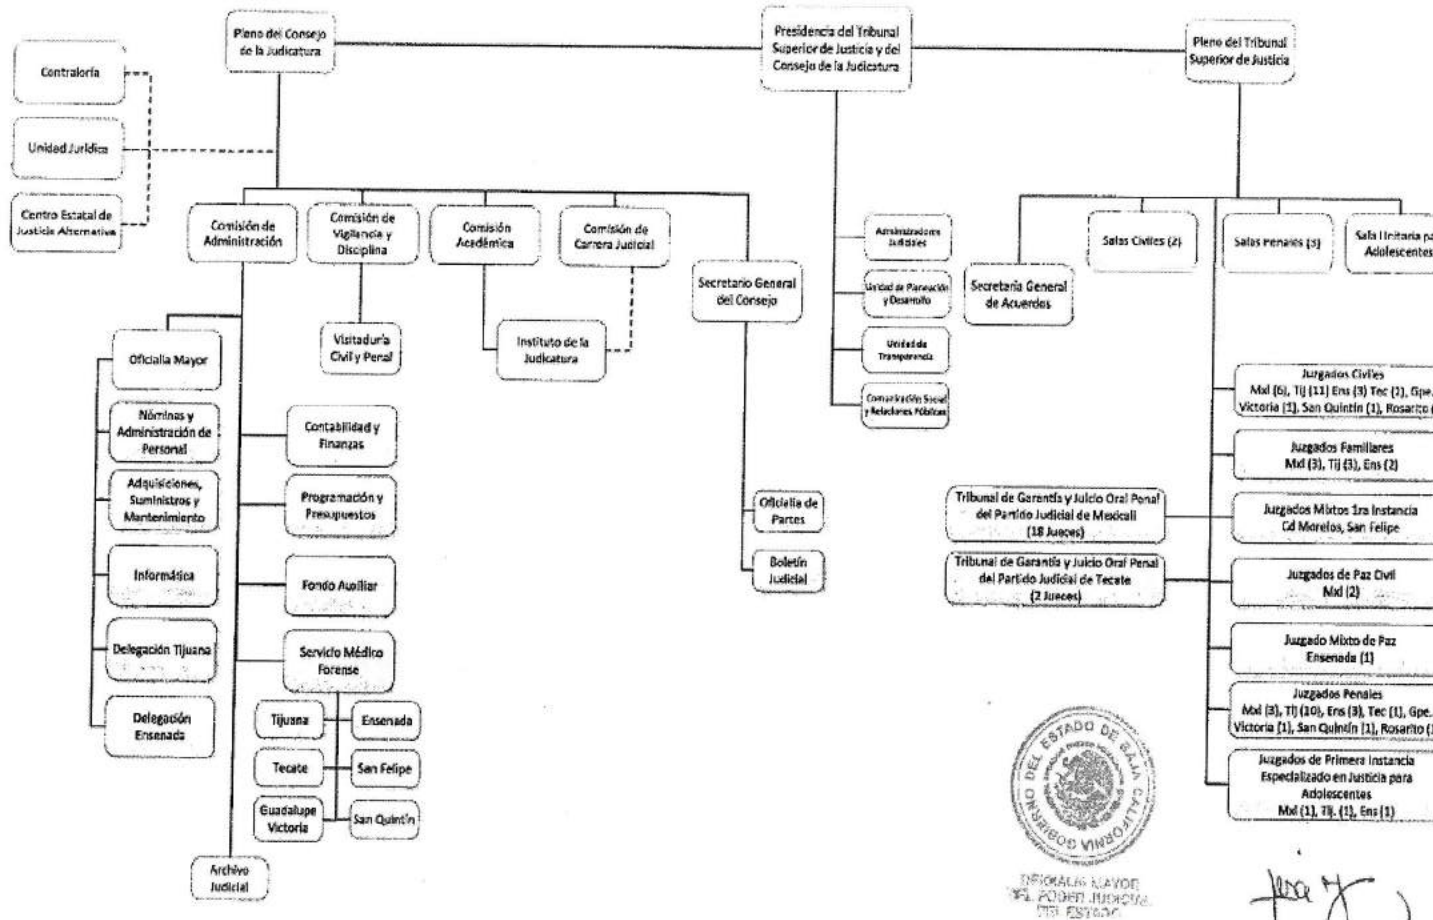 Pleno del Consejo
de la Judicatura
Presidencia del Tribunal
Superior de Justicia y del
Consejo de la Judicatura
Pleno del Tribunal
Superior de Justicia
Contraloría
Unidad Jurídica
Centro Estatal de
Justicia Alternativa
Comisión de
Administración
Comisión de
Vigilancia y
Disciplina
Comisión
Académica
Comisión de
Carrera Judicial
Secretario General
del Consejo
Administradores
Judiciales
Unidad de Planeación
y Desarrollo
Unidad de
Transparencia
Comunicación Social
y Relaciones Públicas
Secretaría General
de Acuerdos
Salas Civiles (2)
Salas Penales (3)
Sala Unitaria pa
Adolescentes
Oficialía Mayor
Nóminas y
Administración de
Personal
Adquisiciones,
Suministros y
Mantenimiento
Informática
Delegación Tijuana
Delegación
Ensenada
Visitaduría
Civil y Penal
Instituto de la
Judicatura
Contabilidad y
Finanzas
Programación y
Presupuestos
Fondo Auxiliar
Servicio Médico
Forense
Tijuana
Ensenada
Tecate
San Felipe
Guadalupe
Victoria
San Quintín
Archivo
Judicial
Oficialía de
Partes
Boletín
Judicial
Tribunal de Garantía y Juicio Oral Penal
del Partido Judicial de Mexicali
(18 Jueces)
Tribunal de Garantía y Juicio Oral Penal
del Partido Judicial de Tecate
(2 Jueces)
Juzgados Civiles
Mxl (6), Tij (11) Ens (3) Tec (2), Gpe.
Victoria (1), San Quintín (1), Rosarito (
Juzgados Familiares
Mxl (3), Tij (3), Ens (2)
Juzgados Mixtos 1ra Instancia
Cd Morelos, San Felipe
Juzgados de Paz Civil
Mxl (2)
Juzgado Mixto de Paz
Ensenada (1)
Juzgados Penales
Mxl (3), Tij (10), Ens (3), Tec (1), Gpe.
Victoria (1), San Quintín (1), Rosarito (
Juzgados de Primera Instancia
Especializado en Justicia para
Adolescentes
Mxl (1), Tij. (1), Ens (1)
GOBIERNO DEL ESTADO DE BAJA CALIFORNIA
OFICIALIA MAYOR
DEL PODER JUDICIAL
DEL ESTADO